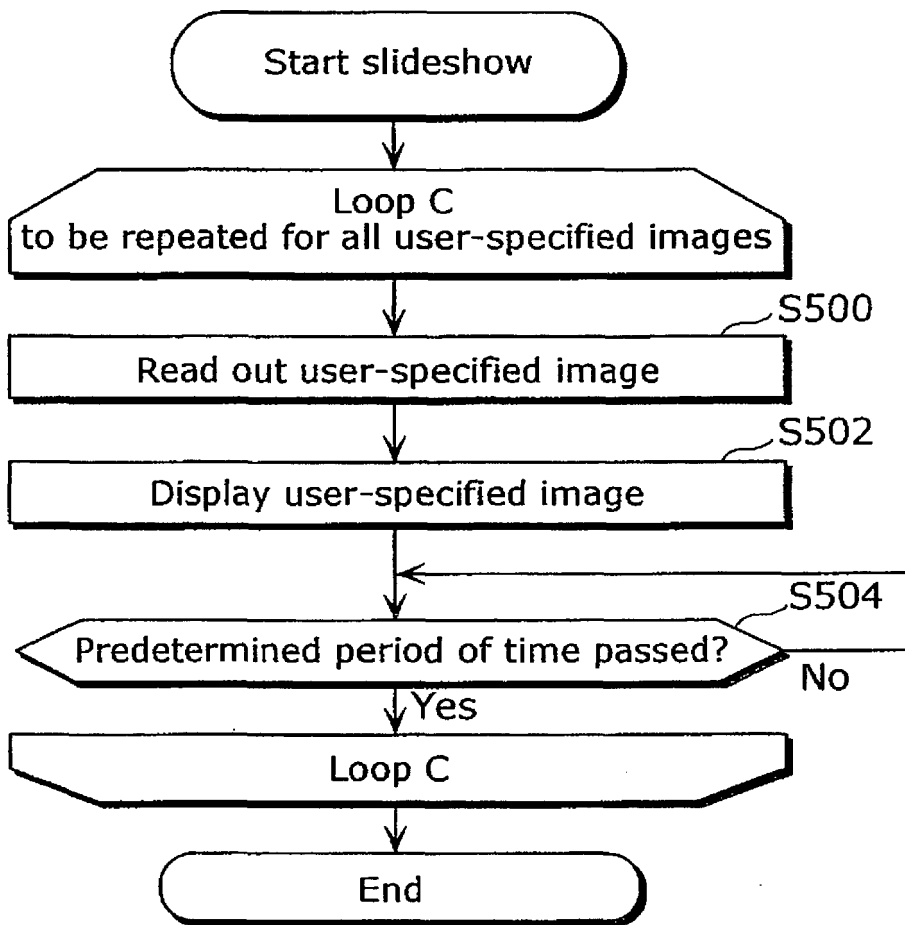 Start slideshow
Loop C
to be repeated for all user-specified images
S500
Read out user-specified image
S502
Display user-specified image
S504
Predetermined period of time passed?
No
Yes
Loop C
End